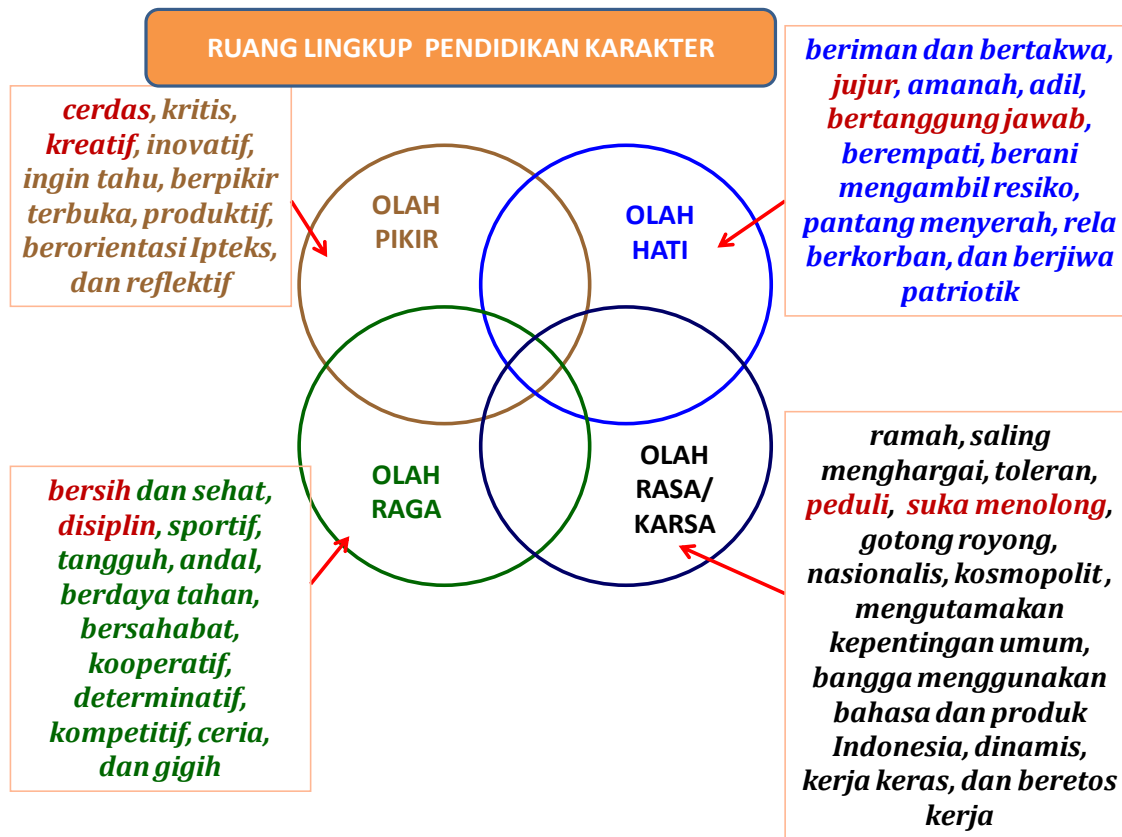 RUANG LINGKUP PENDIDIKAN KARAKTER
cerdas, kritis,
kreatif, inovatif,
ingin tahu, berpikir
terbuka, produktif,
berorientasi Ipteks,
dan reflektif
OLAH
PIKIR
OLAH
HATI
beriman dan bertakwa,
jujur, amanah, adil,
bertanggung jawab,
berempati, berani
mengambil resiko,
pantang menyerah, rela
berkorban, dan berjiwa
patriotik
bersih dan sehat,
disiplin, sportif,
tangguh, andal,
berdaya tahan,
bersahabat,
kooperatif,
determinatif,
kompetitif, ceria,
dan gigih
OLAH
RAGA
OLAH
RASA/
KARSA
ramah, saling
menghargai, toleran,
peduli, suka menolong,
gotong royong,
nasionalis, kosmopolit,
mengutamakan
kepentingan umum,
bangga menggunakan
bahasa dan produk
Indonesia, dinamis,
kerja keras, dan beretos
kerja